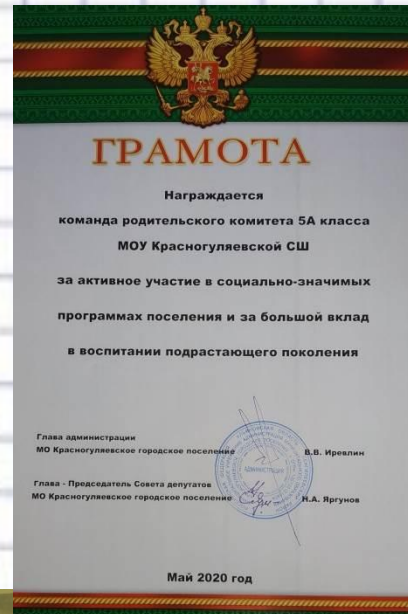 ГРАМОТА
Награждается
команда родительского комитета 5А класса
МОУ Красногуляевской СШ
за активное участие в социально-значимых
программах поселения и за большой вклад
в воспитании подрастающего поколения
Глава администрации
МО Красногуляевское городское поселение В.В. Иревлин
АДМИНИСТРАЦИЯ
Глава - Председатель Совета депутатов
МО Красногуляевское городское поселение Н.А. Яргунов
Май 2020 год